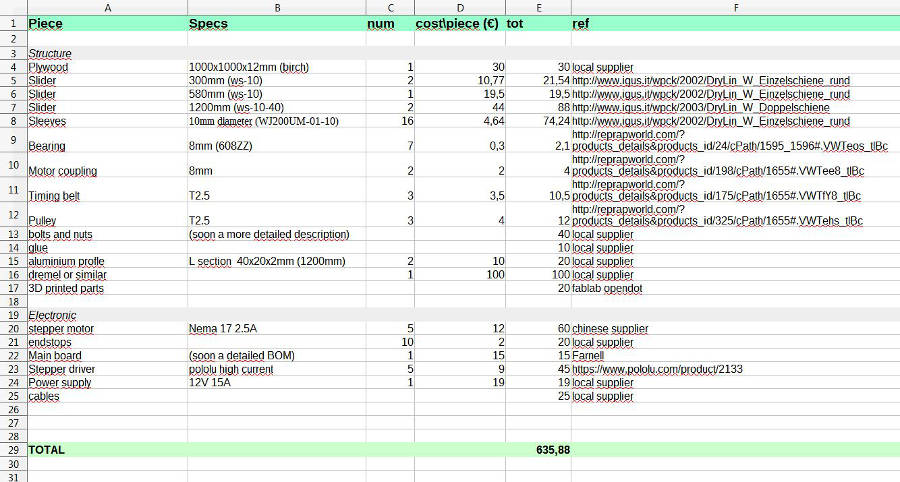 A B C D E F
1 Piece Specs num cost\piece (€) tot ref
2
3 Structure
4 Plywood 1000x1000x12mm (birch) 1 30 30 local supplier
5 Slider 300mm (ws-10) 2 10,77 21,54 http://www.igus.it/wpck/2002/DryLin_W_Einzelschiene_rund
6 Slider 580mm (ws-10) 1 19,5 19,5 http://www.igus.it/wpck/2002/DryLin_W_Einzelschiene_rund
7 Slider 1200mm (ws-10-40) 2 44 88 http://www.igus.it/wpck/2003/DryLin_W_Doppelschiene
8 Sleeves 10mm diameter (WJ200UM-01-10) 16 4,64 74,24 http://www.igus.it/wpck/2002/DryLin_W_Einzelschiene_rund
http://reprapworld.com/?
9 Bearing 8mm (608ZZ) 7 0,3 2,1 products_details&products_id/24/cPath/1595_1596#.VWTeos_tlBc
http://reprapworld.com/?
10 Motor coupling 8mm 2 2 4 products_details&products_id/198/cPath/1655#.VWTee8_tlBc
http://reprapworld.com/?
11 Timing belt T2.5 3 3,5 10,5 products_details&products_id/175/cPath/1655#.VWTfY8_tlBc
http://reprapworld.com/?
12 Pulley T2.5 3 4 12 products_details&products_id/325/cPath/1655#.VWTehs_tlBc
13 bolts and nuts (soon a more detailed description) 40 local supplier
14 glue 10 local supplier
15 aluminium profle L section 40x20x2mm (1200mm) 2 10 20 local supplier
16 dremel or similar 1 100 100 local supplier
17 3D printed parts 20 fablab opendot
18
19 Electronic
20 stepper motor Nema 17 2.5A 5 12 60 chinese supplier
21 endstops 10 2 20 local supplier
22 Main board (soon a detailed BOM) 1 15 15 Farnell
23 Stepper driver pololu high current 5 9 45 https://www.pololu.com/product/2133
24 Power supply 12V 15A 1 19 19 local supplier
25 cables 25 local supplier
26
27
28
29 TOTAL 635,88
30
31